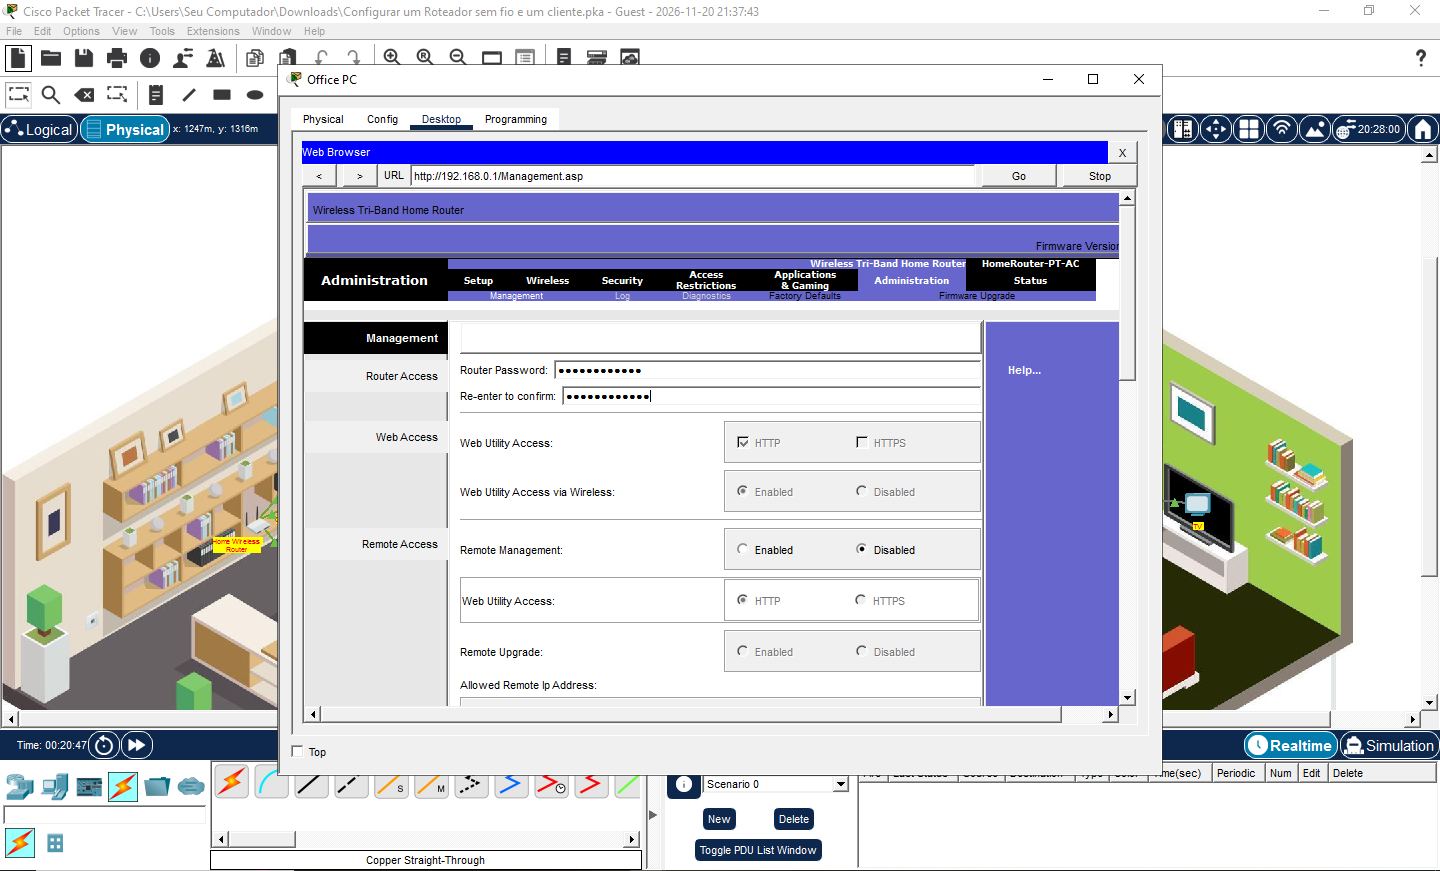 Cisco Packet Tracer - C:\Users\Seu Computador\Downloads\Configurar um Roteador sem fio e um cliente.pka - Guest - 2026-11-20 21:37:43
File Edit Options View Tools Extensions Window Help
Office PC
Logical
Physical
x: 1247m, y: 1316m
20:28:00
Physical Config Desktop Programming
Web Browser
X
< > URL http://192.168.0.1/Management.asp Go Stop
Wireless Tri-Band Home Router
Firmware Version
Wireless Tri-Band Home Router HomeRouter-PT-AC
Administration
Setup Wireless Security Access Restrictions Applications & Gaming Administration Status
Management Log Diagnostics Factory Defaults Firmware Upgrade
Management
Router Access
Router Password: ●●●●●●●●●●●●
Re-enter to confirm: ●●●●●●●●●●●●
Help...
Web Access
Web Utility Access: HTTP HTTPS
Web Utility Access via Wireless: Enabled Disabled
Remote Access
Remote Management: Enabled Disabled
Web Utility Access: HTTP HTTPS
Remote Upgrade: Enabled Disabled
Allowed Remote Ip Address:
Home Wireless
Router
TV
Top
Time: 00:20:47
Realtime
Simulation
S
M
Copper Straight-Through
Scenario 0
New Delete
Toggle PDU List Window
Periodic Num Edit Delete